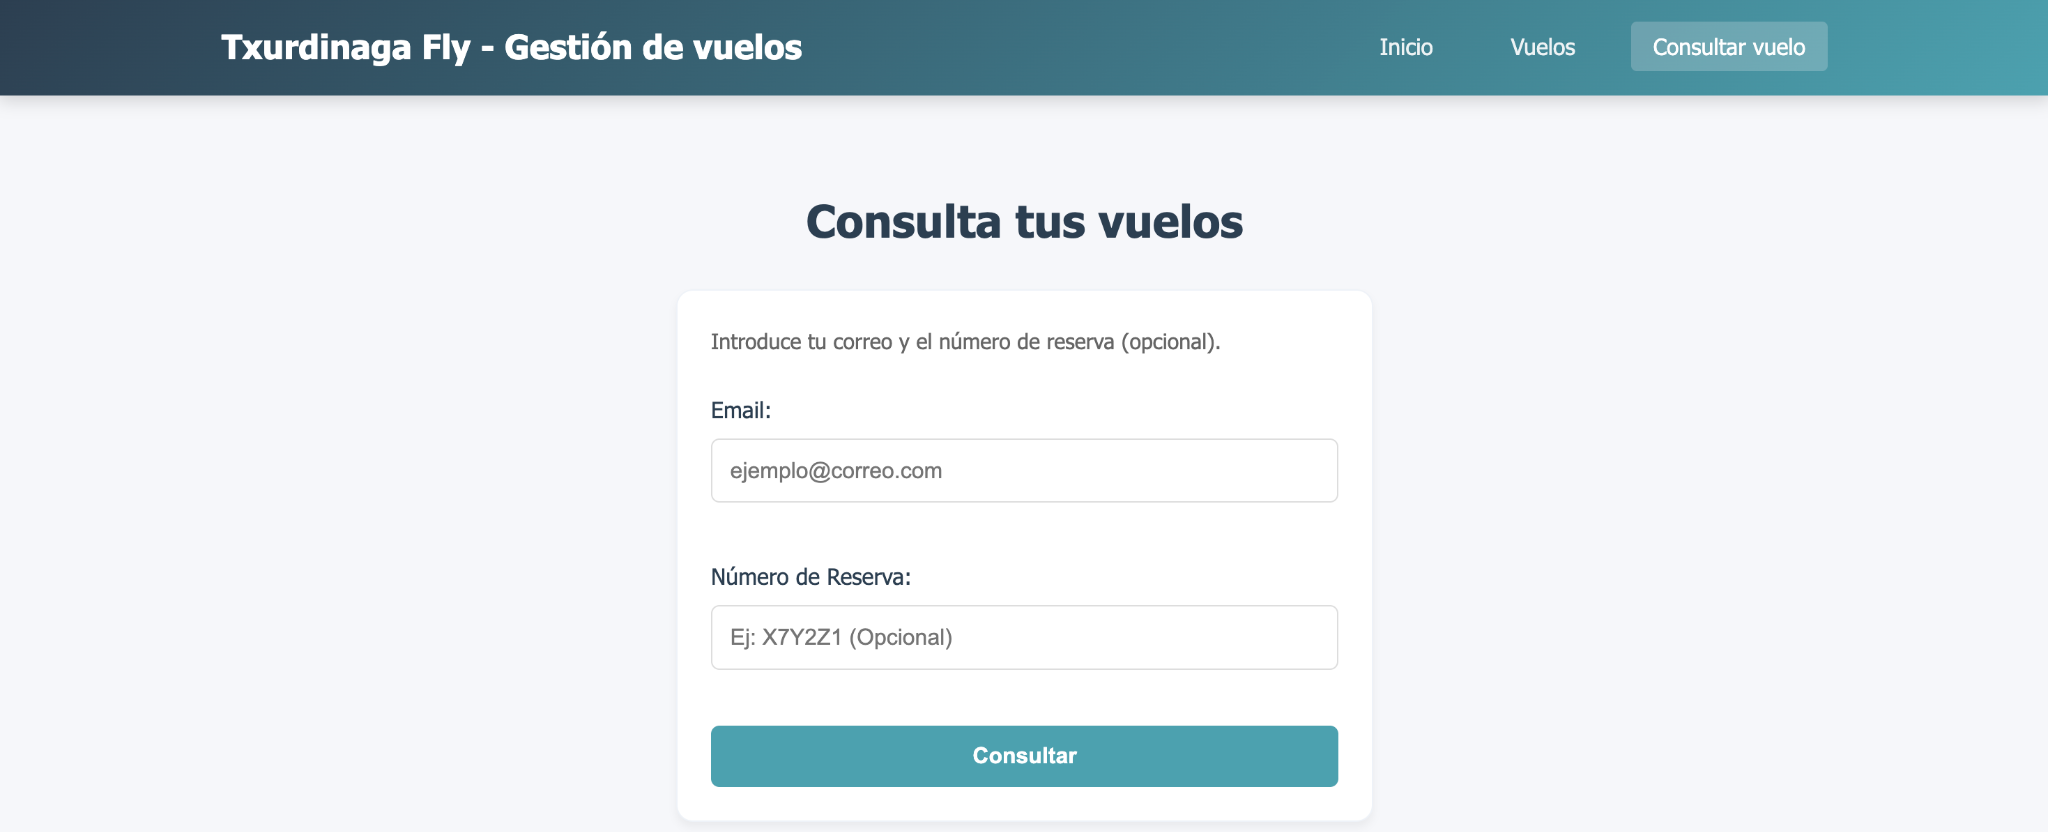 Txurdinaga Fly - Gestión de vuelos
Inicio
Vuelos
Consultar vuelo
Consulta tus vuelos
Introduce tu correo y el número de reserva (opcional).
Email:
ejemplo@correo.com
Número de Reserva:
Ej: X7Y2Z1 (Opcional)
Consultar